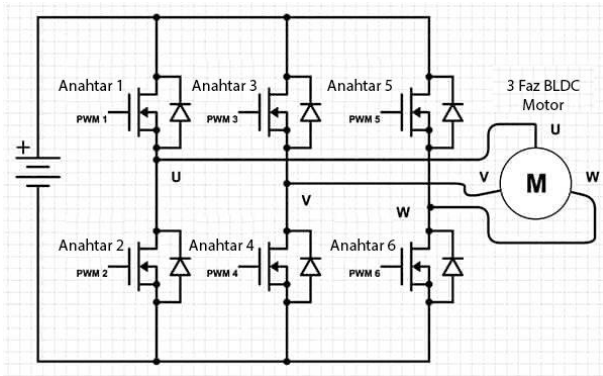 Anahtar 1
PWM 1
Anahtar 3
PWM 3
Anahtar 5
PWM 5
3 Faz BLDC
Motor
U
V
W
M
+
U
V
W
Anahtar 2
PWM 2
Anahtar 4
PWM 4
Anahtar 6
PWM 6